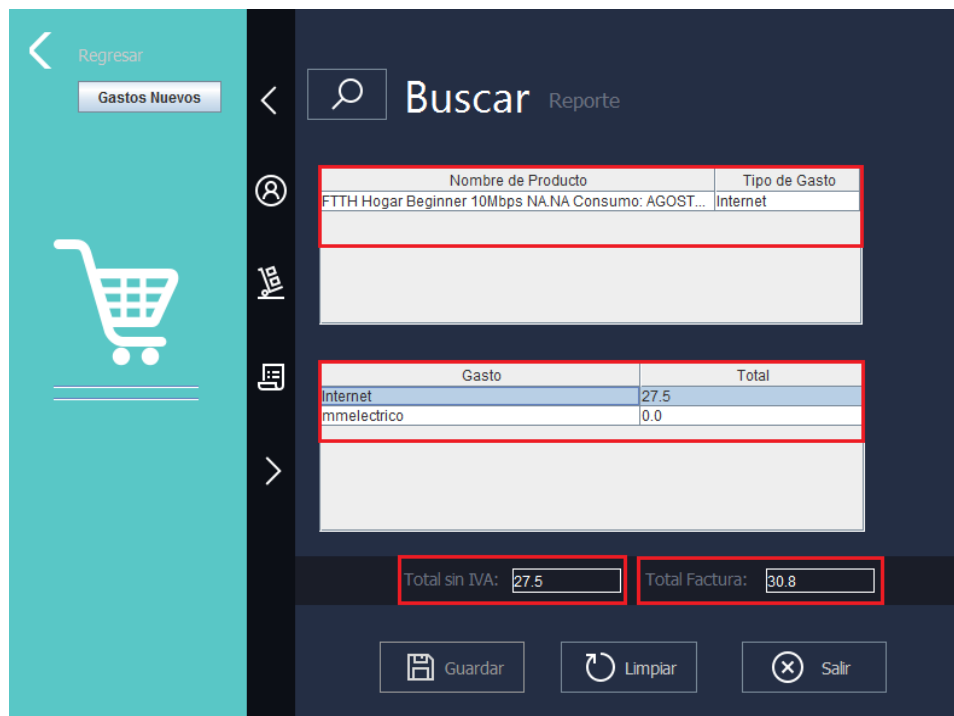 Regresar
Gastos Nuevos
Buscar Reporte
Nombre de Producto Tipo de Gasto
FTTH Hogar Beginner 10Mbps NA.NA Consumo: AGOST... Internet
Gasto Total
Internet 27.5
mmelectrico 0.0
Total sin IVA: 27.5 Total Factura: 30.8
Guardar Limpiar Salir